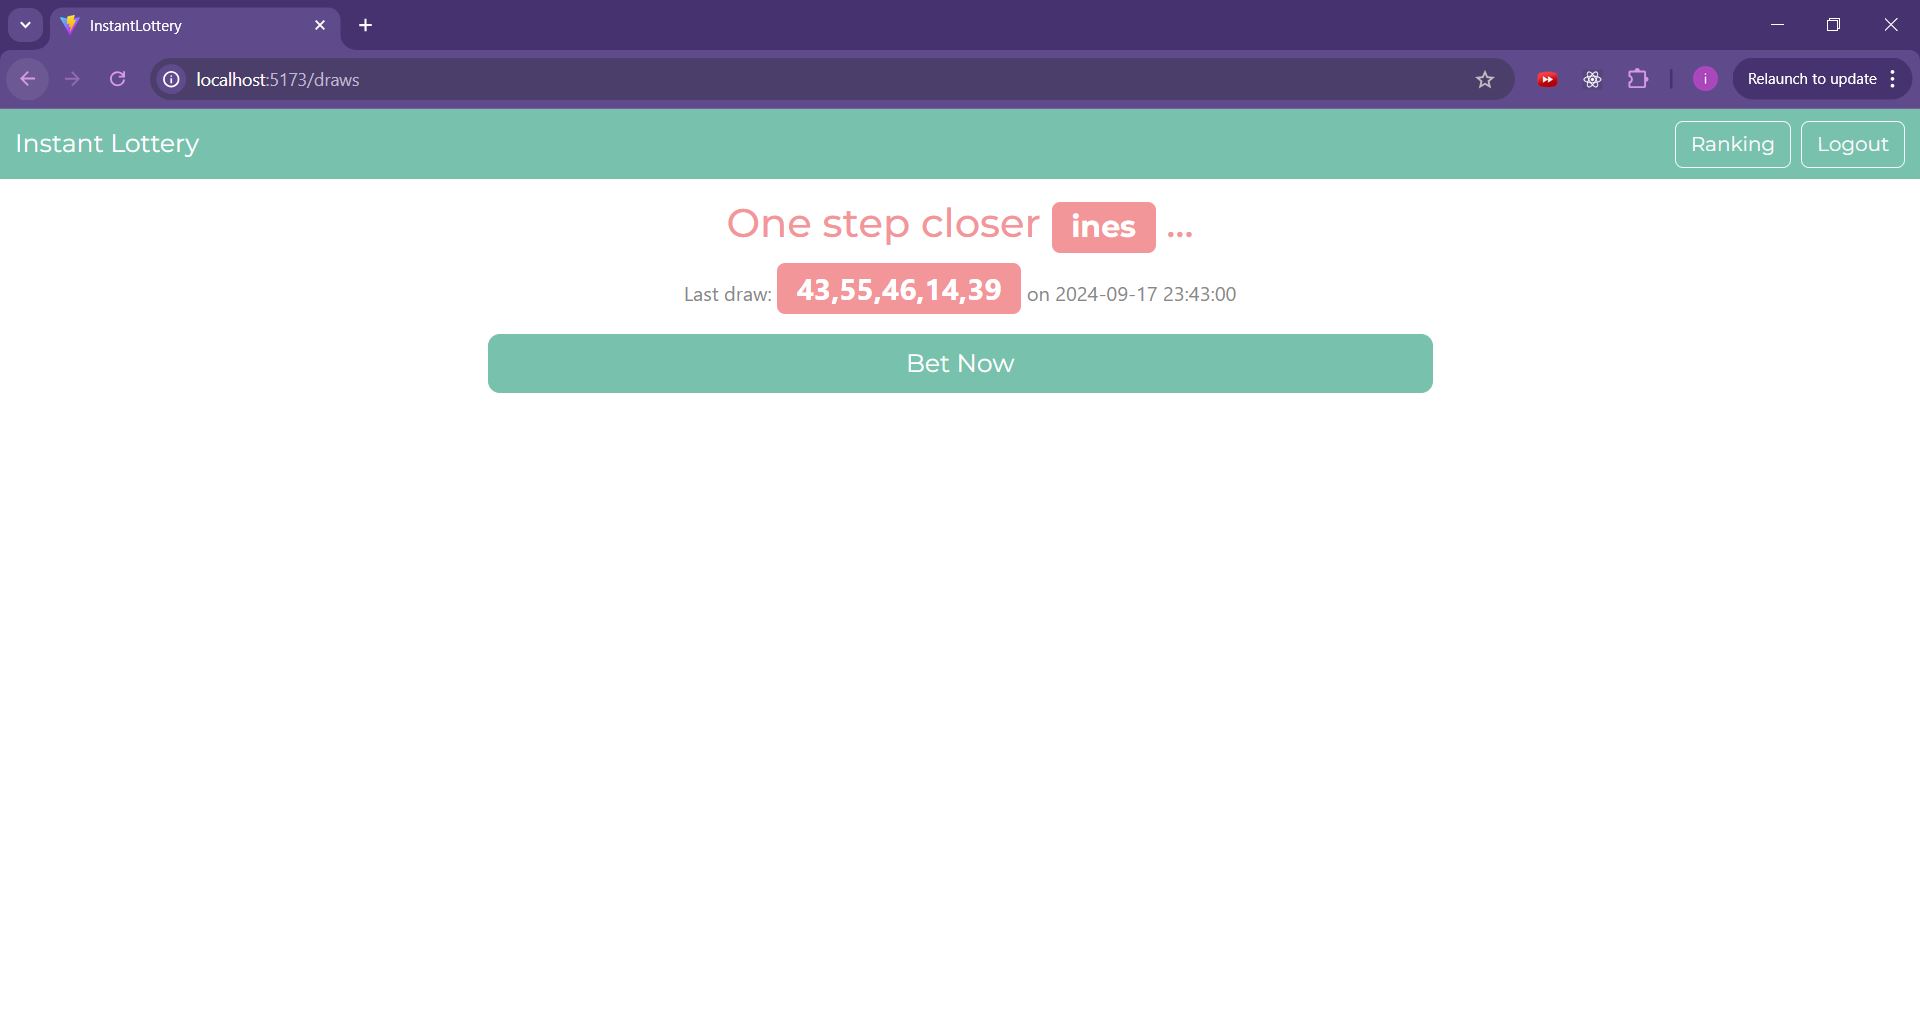 InstantLottery
localhost:5173/draws
i
Relaunch to update
Instant Lottery
Ranking
Logout
One step closer ines ...
Last draw: 43,55,46,14,39 on 2024-09-17 23:43:00
Bet Now